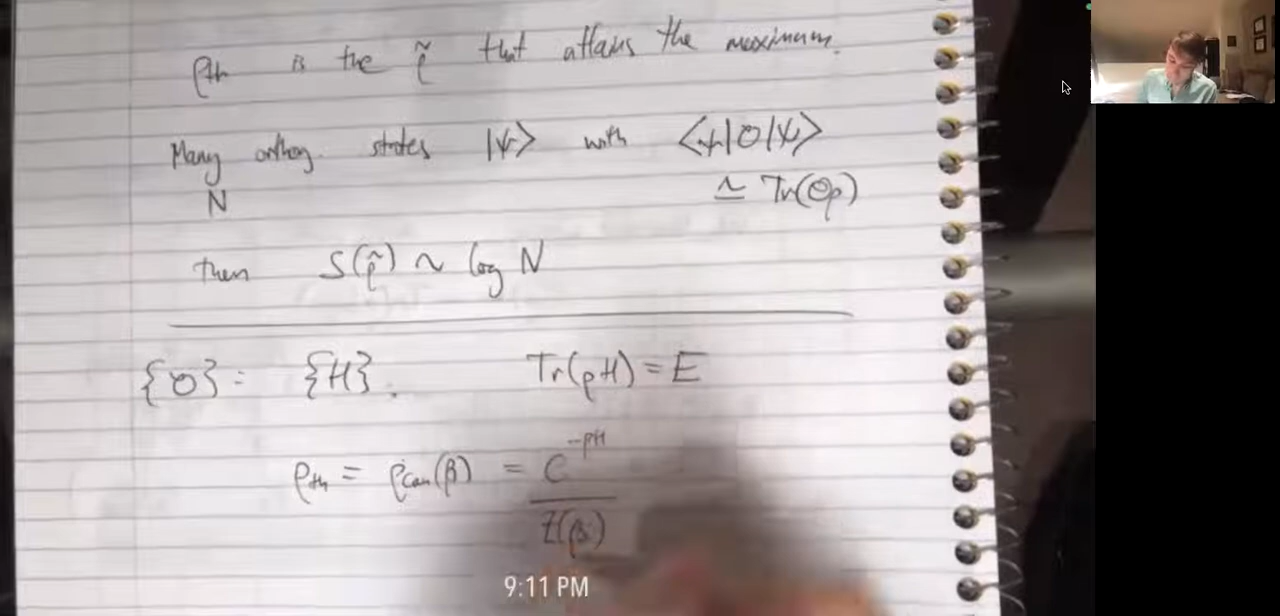 ρth is the ρ̃ that attains the maximum.
Many orthog. states |ψ> with <ψ|O|ψ>
N ≃ Tr(Oρ)
then S(ρ̃) ~ log N
{O} = {H}. Tr(ρH) = E
ρth = ρcan(β) = e^-βH / Z(β)
9:11 PM